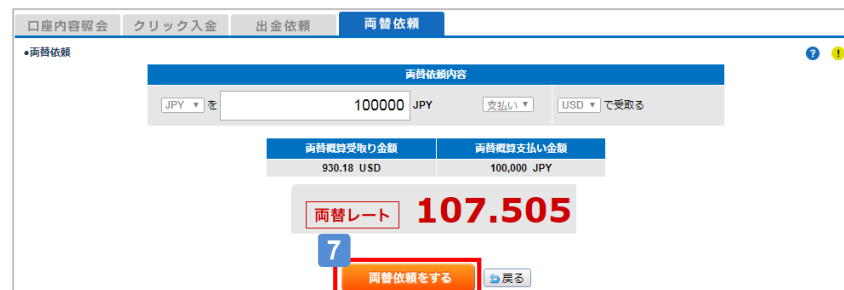 口座内容照会 クリック入金 出金依頼 両替依頼
•両替依頼 ? !
両替依頼内容
JPY ▼ を 100000 JPY 支払い ▼ USD ▼ で受取る
両替概算受取り金額 両替概算支払い金額
930.18 USD 100,000 JPY
両替レート 107.505
7
両替依頼をする 戻る